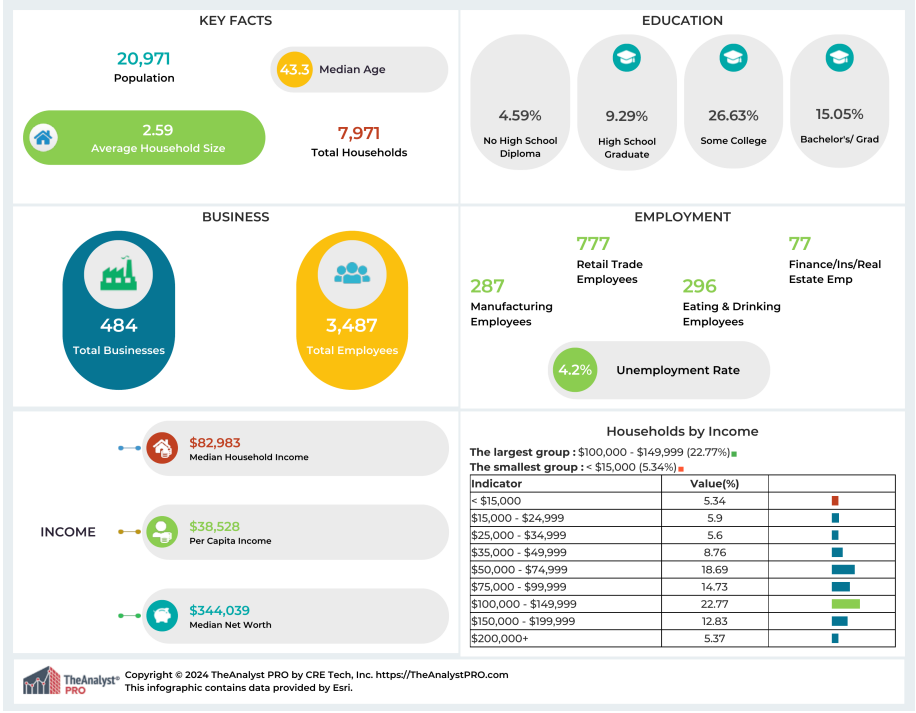 KEY FACTS
20,971
Population
43.3 Median Age
2.59
Average Household Size
7,971
Total Households
EDUCATION
4.59%
No High School
Diploma
9.29%
High School
Graduate
26.63%
Some College
15.05%
Bachelor's/ Grad
BUSINESS
484
Total Businesses
3,487
Total Employees
EMPLOYMENT
287
Manufacturing
Employees
777
Retail Trade
Employees
296
Eating & Drinking
Employees
77
Finance/Ins/Real
Estate Emp
4.2% Unemployment Rate
INCOME
$82,983
Median Household Income
$38,528
Per Capita Income
$344,039
Median Net Worth
Households by Income
The largest group : $100,000 - $149,999 (22.77%)
The smallest group : < $15,000 (5.34%)
Indicator Value(%)
< $15,000 5.34
$15,000 - $24,999 5.9
$25,000 - $34,999 5.6
$35,000 - $49,999 8.76
$50,000 - $74,999 18.69
$75,000 - $99,999 14.73
$100,000 - $149,999 22.77
$150,000 - $199,999 12.83
$200,000+ 5.37
TheAnalyst®
PRO
Copyright © 2024 TheAnalyst PRO by CRE Tech, Inc. https://TheAnalystPRO.com
This infographic contains data provided by Esri.